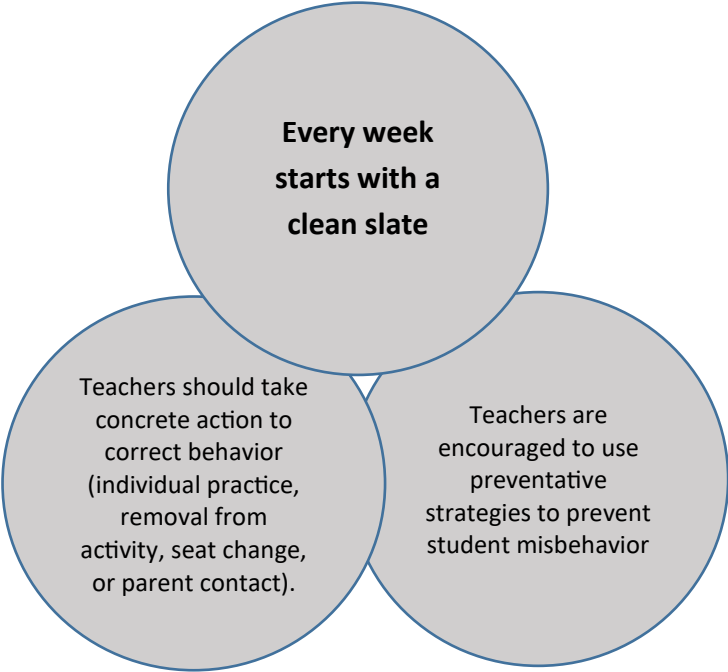 Every week
starts with a
clean slate
Teachers should take
concrete action to
correct behavior
(individual practice,
removal from
activity, seat change,
or parent contact).
Teachers are
encouraged to use
preventative
strategies to prevent
student misbehavior